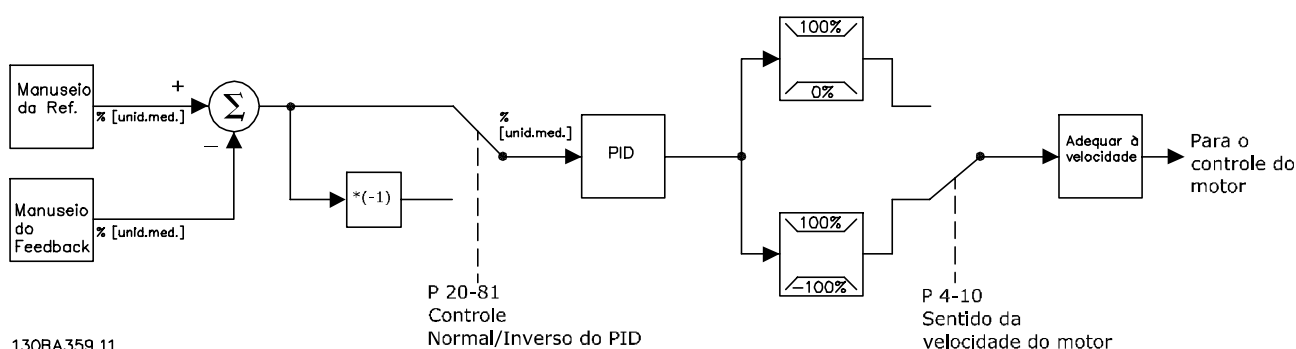 Manuseio
da Ref.
+
% [unid.med.]
Σ
−
Manuseio
do
Feedback
% [unid.med.]
*(-1)
%
[unid.med.]
PID
100%
0%
100%
-100%
Adequar à
velocidade
Para o
controle do
motor
P 20-81
Controle
Normal/Inverso do PID
P 4-10
Sentido da
velocidade do motor
130BA359.11